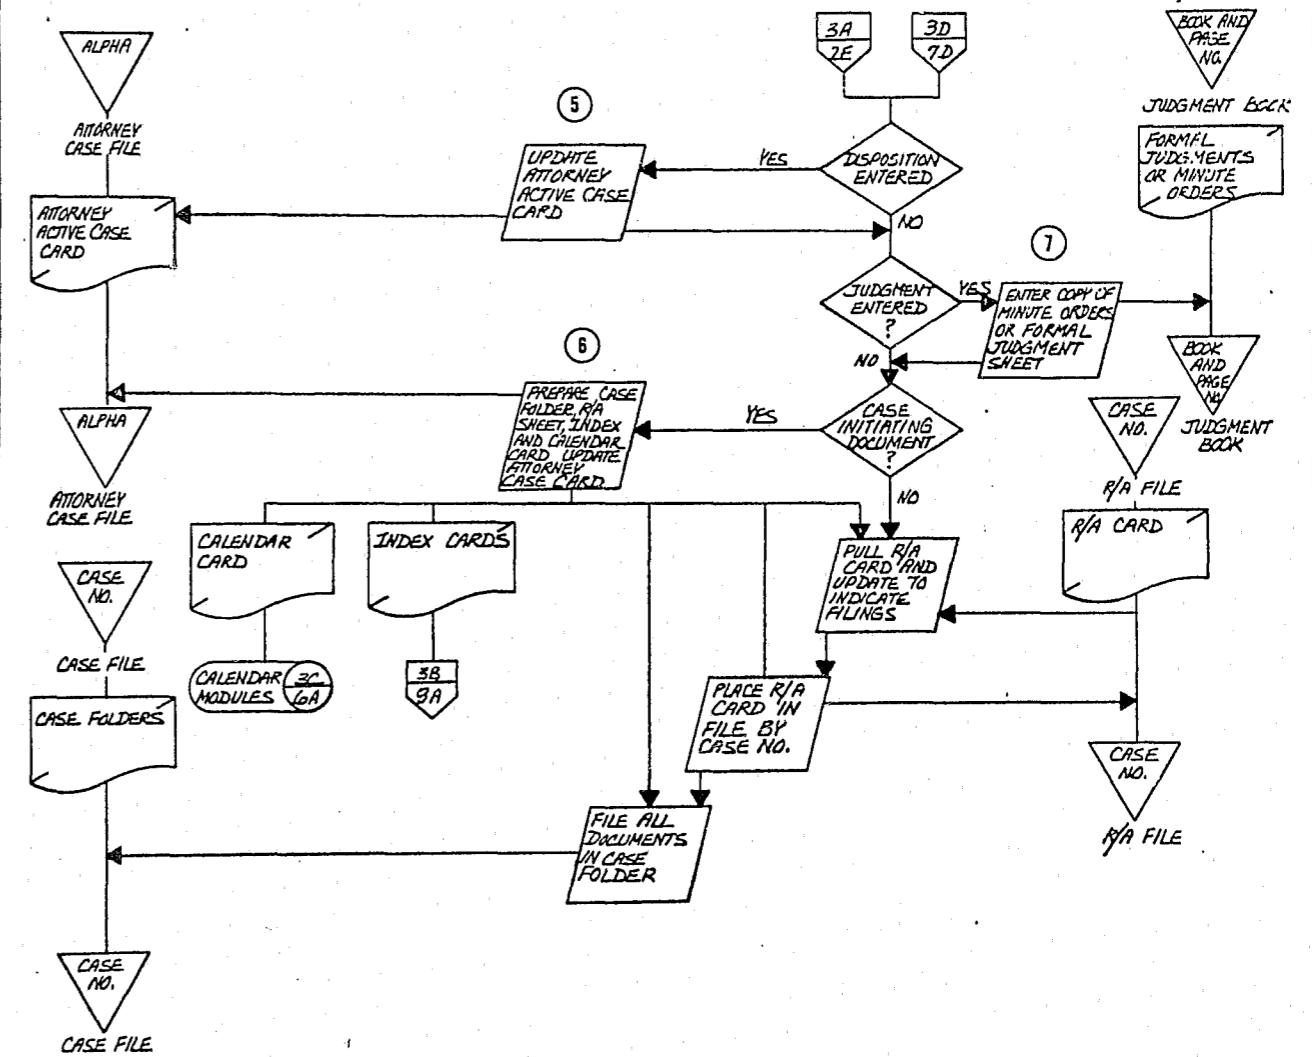 3A
2E
3D
7D
ALPHA
ATTORNEY
CASE FILE
ATTORNEY
ACTIVE CASE
CARD
5
UPDATE
ATTORNEY
ACTIVE CASE
CARD
YES
DISPOSITION
ENTERED
NO
BOOK AND
PAGE
NO.
JUDGMENT BOOK
FORMAL
JUDGMENTS
OR MINUTE
ORDERS
7
JUDGMENT
ENTERED
?
YES
ENTER COPY OF
MINUTE ORDERS
OR FORMAL
JUDGMENT
SHEET
NO
BOOK
AND
PAGE
NO.
JUDGMENT
BOOK
6
PREPARE CASE
FOLDER, R/A
SHEET, INDEX
AND CALENDAR
CARD UPDATE
ATTORNEY
CASE CARD
YES
CASE
INITIATING
DOCUMENT
?
NO
ALPHA
ATTORNEY
CASE FILE
CASE
NO.
R/A FILE
R/A CARD
CALENDAR
CARD
INDEX CARDS
PULL R/A
CARD AND
UPDATE TO
INDICATE
FILINGS
CASE
NO.
CASE FILE
CASE FOLDERS
CALENDAR
MODULES
3C
6A
3B
9A
PLACE R/A
CARD IN
FILE BY
CASE NO.
CASE
NO.
R/A FILE
FILE ALL
DOCUMENTS
IN CASE
FOLDER
CASE
NO.
CASE FILE